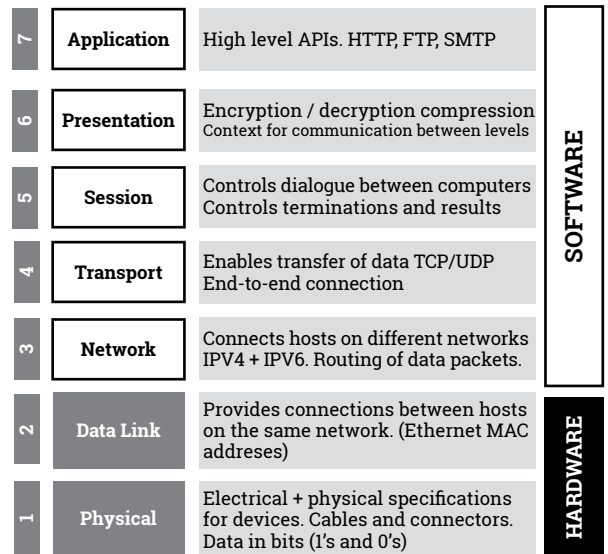 7
Application
High level APIs. HTTP, FTP, SMTP
6
Presentation
Encryption / decryption compression
Context for communication between levels
5
Session
Controls dialogue between computers
Controls terminations and results
4
Transport
Enables transfer of data TCP/UDP
End-to-end connection
3
Network
Connects hosts on different networks
IPV4 + IPV6. Routing of data packets.
SOFTWARE
2
Data Link
Provides connections between hosts
on the same network. (Ethernet MAC
addreses)
1
Physical
Electrical + physical specifications
for devices. Cables and connectors.
Data in bits (1's and 0's)
HARDWARE